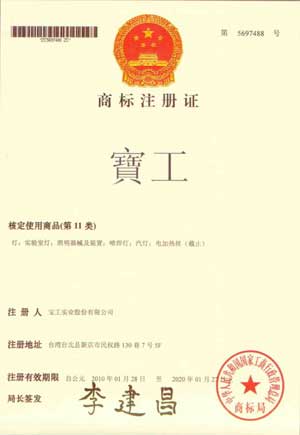 第 5697488 号
商标注册证
寶工
核定使用商品(第 11 类)
灯；实验室灯；照明器械及装置；喷焊灯；汽灯；电加热丝（截止）
注 册 人 宝工实业股份有限公司
注册地址 台湾台北县新店市民权路 130 巷 7 号 5F
注册有效期限 自公元 2010 年 01 月 28 日 至 2020 年 01 月 27
局长签发 李建昌
中华人民共和国国家工商行政管理总局
商标局